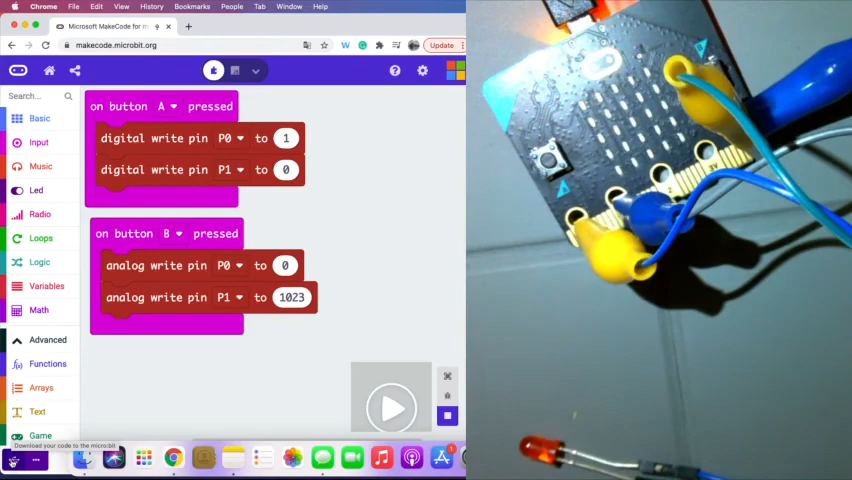 Chrome File Edit View History Bookmarks People Tab Window Help
Microsoft MakeCode for m
makecode.microbit.org
Update
Search...
Basic
Input
Music
Led
Radio
Loops
Logic
Variables
Math
Advanced
Functions
Arrays
Text
Game
Download your code to the micro:bit
on button A pressed
digital write pin P0 to 1
digital write pin P1 to 0
on button B pressed
analog write pin P0 to 0
analog write pin P1 to 1023
2
3V